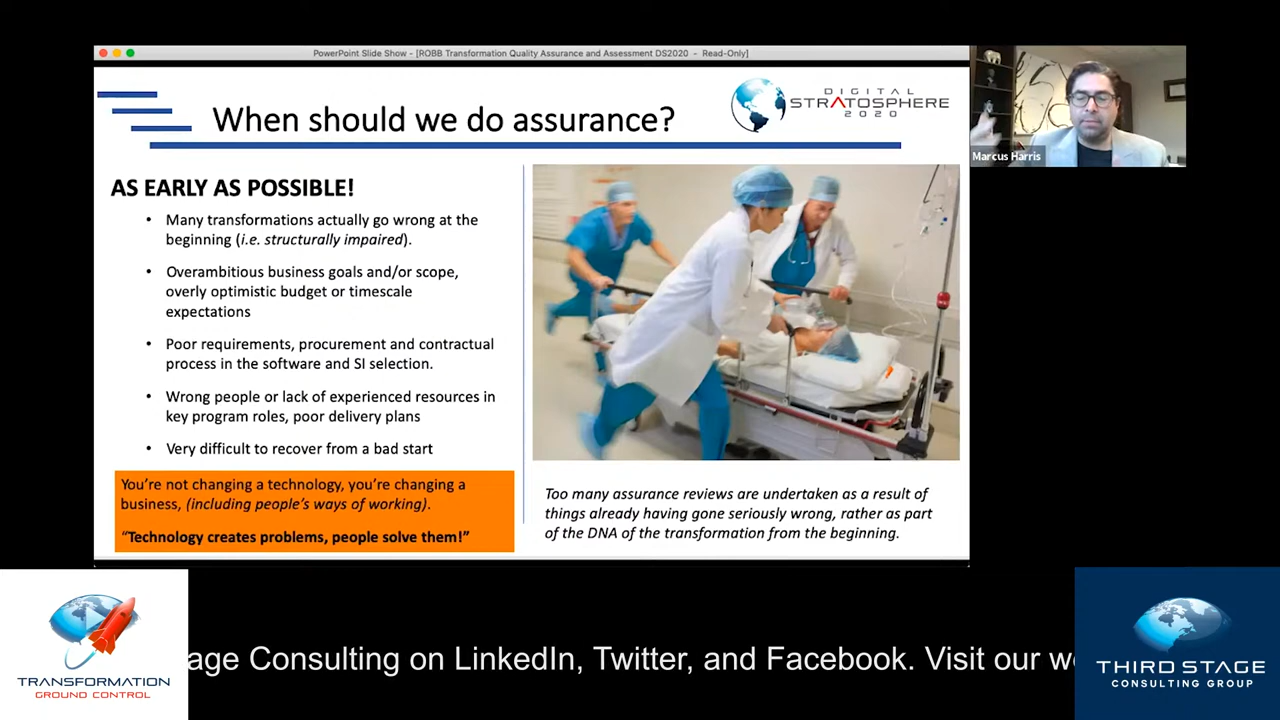 PowerPoint Slide Show - [ROBB Transformation Quality Assurance and Assessment DS2020 - Read-Only]
When should we do assurance?
DIGITAL
STRATOSPHERE
2020
Marcus Harris
AS EARLY AS POSSIBLE!
• Many transformations actually go wrong at the
beginning (i.e. structurally impaired).
• Overambitious business goals and/or scope,
overly optimistic budget or timescale
expectations
• Poor requirements, procurement and contractual
process in the software and SI selection.
• Wrong people or lack of experienced resources in
key program roles, poor delivery plans
• Very difficult to recover from a bad start
You're not changing a technology, you're changing a
business, (including people's ways of working).
"Technology creates problems, people solve them!"
Too many assurance reviews are undertaken as a result of
things already having gone seriously wrong, rather as part
of the DNA of the transformation from the beginning.
TRANSFORMATION
GROUND CONTROL
age Consulting on LinkedIn, Twitter, and Facebook. Visit our we
THIRD STAGE
CONSULTING GROUP